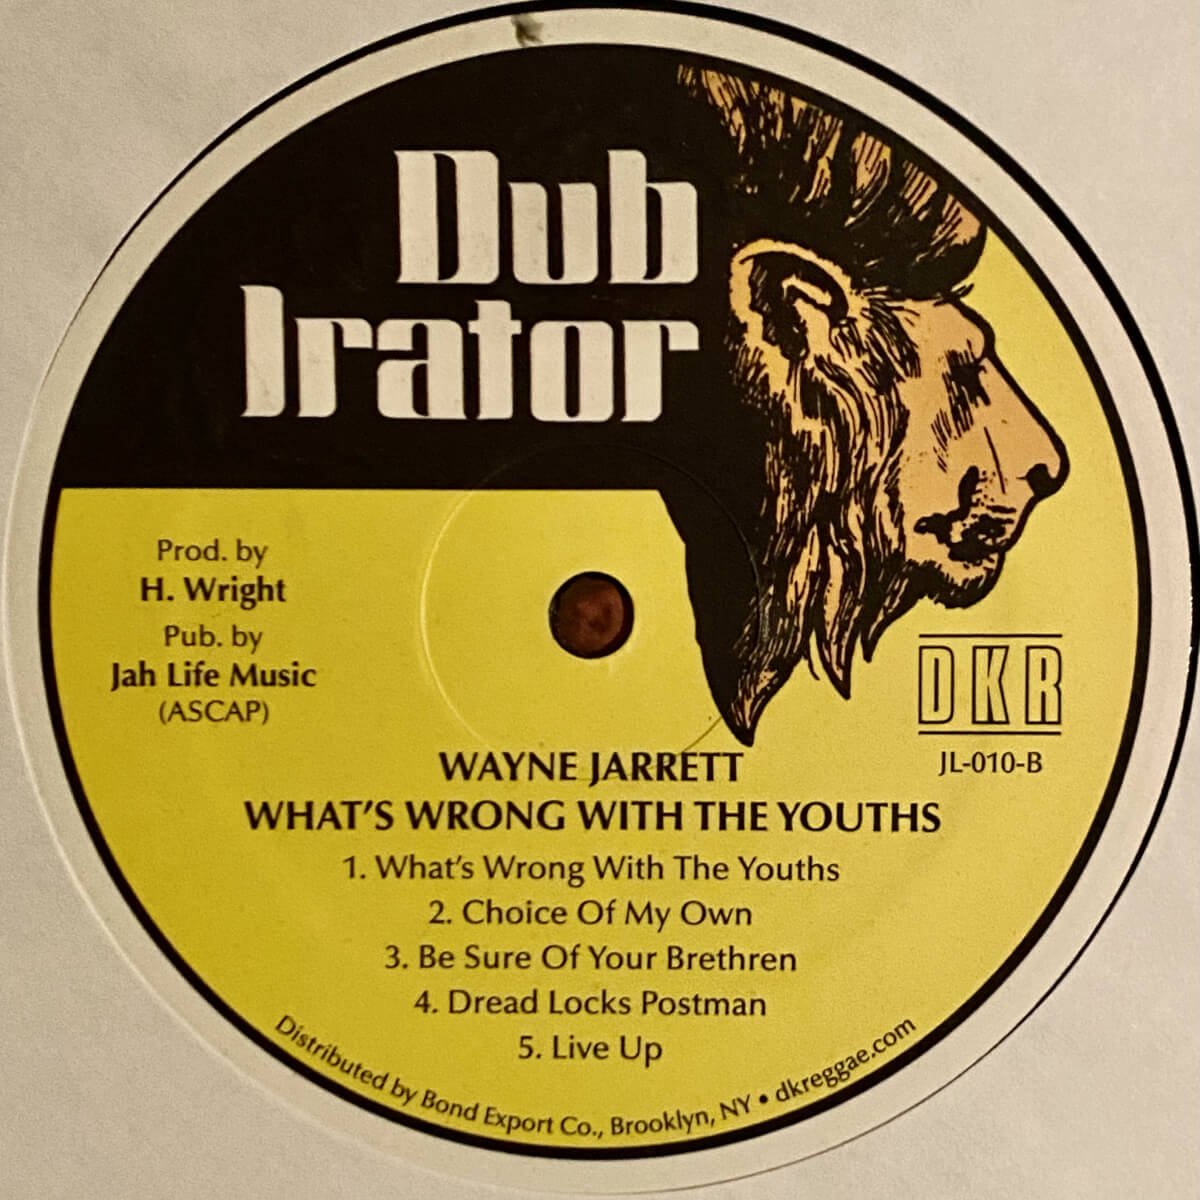 Dub
Irator
Prod. by
H. Wright
Pub. by
Jah Life Music
(ASCAP)
DKR
JL-010-B
WAYNE JARRETT
WHAT'S WRONG WITH THE YOUTHS
1. What's Wrong With The Youths
2. Choice Of My Own
3. Be Sure Of Your Brethren
4. Dread Locks Postman
5. Live Up
Distributed by Bond Export Co., Brooklyn, NY • dkreggae.com